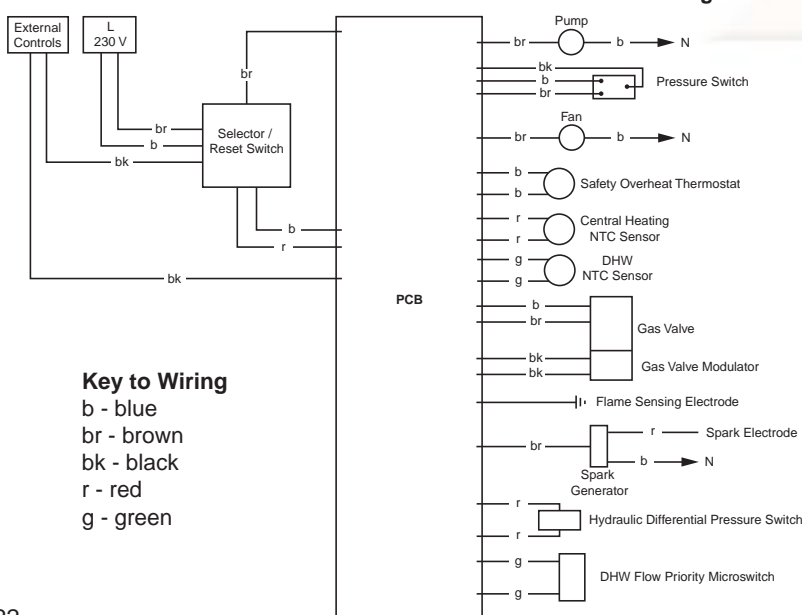 External
Controls
L
230 V
br
br
b
bk
Selector /
Reset Switch
b
r
bk
PCB
Pump
br
b
N
bk
b
br
Pressure Switch
Fan
br
b
N
b
b
Safety Overheat Thermostat
r
r
Central Heating
NTC Sensor
g
g
DHW
NTC Sensor
b
br
Gas Valve
bk
bk
Gas Valve Modulator
Flame Sensing Electrode
br
r
Spark Electrode
b
N
Spark
Generator
r
r
Hydraulic Differential Pressure Switch
g
g
DHW Flow Priority Microswitch
Key to Wiring
b - blue
br - brown
bk - black
r - red
g - green